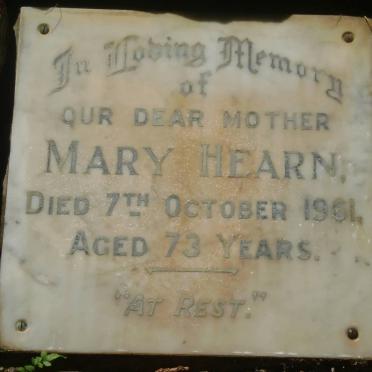 In Loving Memory
of
OUR DEAR MOTHER
MARY HEARN,
DIED 7TH OCTOBER 1961,
AGED 73 YEARS.
"AT REST."